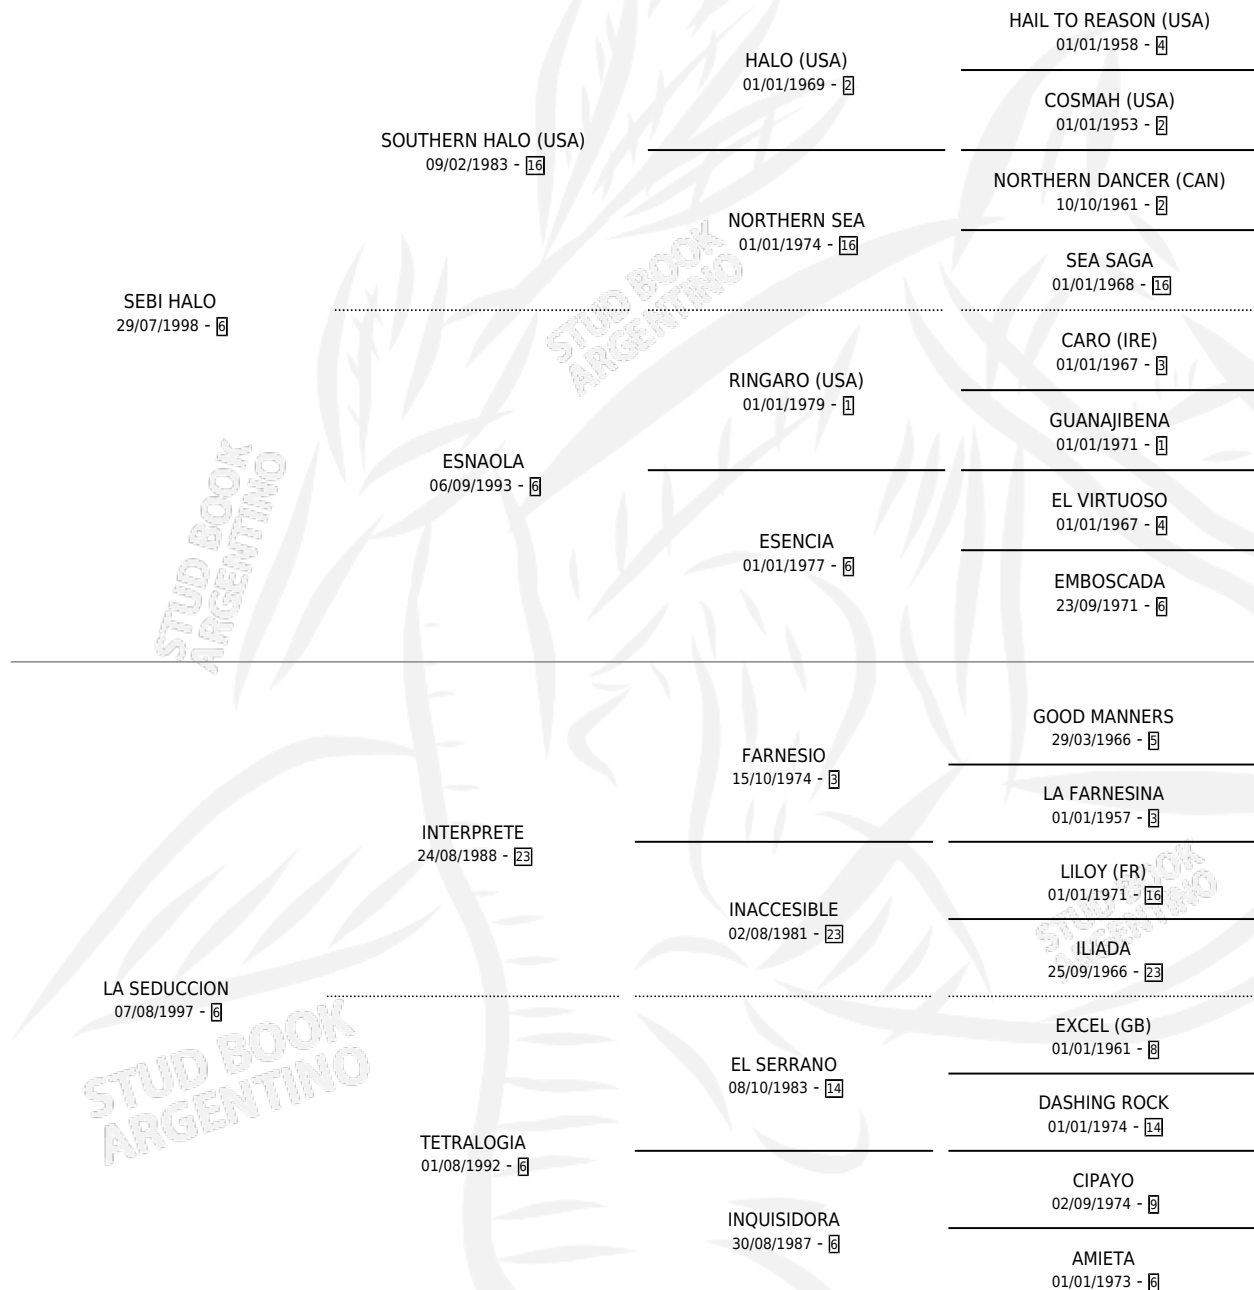 HAIL TO REASON (USA)
01/01/1958 - 4
HALO (USA)
01/01/1969 - 2
COSMAH (USA)
01/01/1953 - 2
SOUTHERN HALO (USA)
09/02/1983 - 16
NORTHERN DANCER (CAN)
10/10/1961 - 2
NORTHERN SEA
01/01/1974 - 16
SEA SAGA
01/01/1968 - 16
SEBI HALO
29/07/1998 - 6
CARO (IRE)
01/01/1967 - 3
RINGARO (USA)
01/01/1979 - 1
GUANAJIBENA
01/01/1971 - 1
ESNAOLA
06/09/1993 - 6
EL VIRTUOSO
01/01/1967 - 4
ESENCIA
01/01/1977 - 6
EMBOSCADA
23/09/1971 - 6
GOOD MANNERS
29/03/1966 - 5
FARNESIO
15/10/1974 - 3
LA FARNESINA
01/01/1957 - 3
INTERPRETE
24/08/1988 - 23
LILOY (FR)
01/01/1971 - 16
INACCESIBLE
02/08/1981 - 23
ILIADA
25/09/1966 - 23
LA SEDUCCION
07/08/1997 - 6
EXCEL (GB)
01/01/1961 - 8
EL SERRANO
08/10/1983 - 14
DASHING ROCK
01/01/1974 - 14
TETRALOGIA
01/08/1992 - 6
CIPAYO
02/09/1974 - 9
INQUISIDORA
30/08/1987 - 6
AMIETA
01/01/1973 - 6
STUD BOOK
ARGENTINO
STUD BOOK
ARGENTINO
STUD BOOK
ARGENTINO
STUD BOOK
ARGENTINO